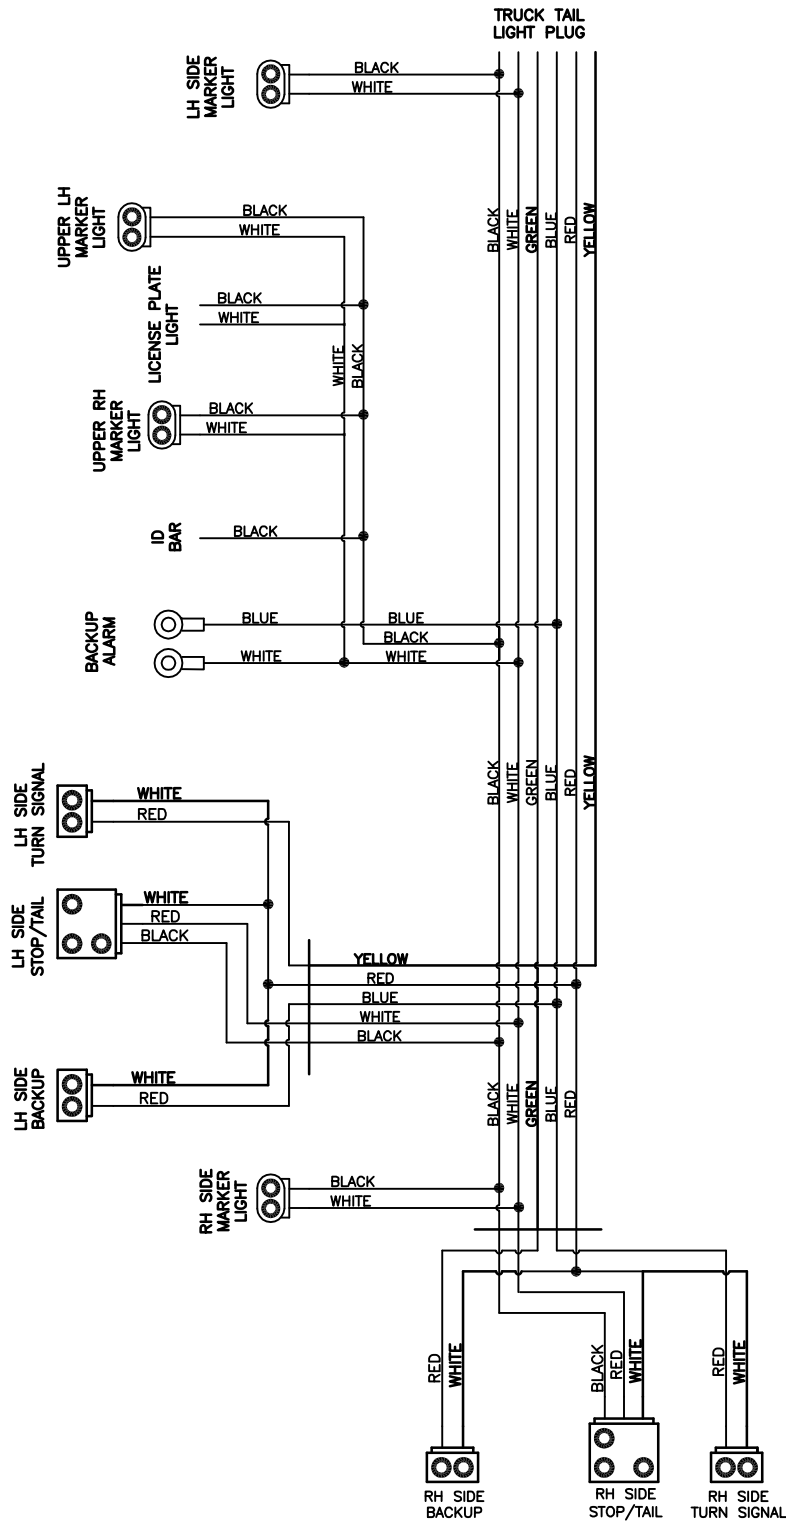 TRUCK TAIL
LIGHT PLUG
LH SIDE
MARKER
LIGHT
BLACK
WHITE
UPPER LH
MARKER
LIGHT
BLACK
WHITE
BLACK
WHITE
GREEN
BLUE
RED
YELLOW
LICENSE PLATE
LIGHT
BLACK
WHITE
WHITE
BLACK
UPPER RH
MARKER
LIGHT
BLACK
WHITE
ID
BAR
BLACK
BACKUP
ALARM
BLUE
BLUE
BLACK
WHITE
WHITE
BLACK
WHITE
GREEN
BLUE
RED
YELLOW
LH SIDE
TURN SIGNAL
WHITE
RED
LH SIDE
STOP/TAIL
WHITE
RED
BLACK
YELLOW
RED
BLUE
WHITE
BLACK
LH SIDE
BACKUP
WHITE
RED
BLACK
WHITE
GREEN
BLUE
RED
RH SIDE
MARKER
LIGHT
BLACK
WHITE
RED
WHITE
BLACK
RED
WHITE
RED
WHITE
RH SIDE
BACKUP
RH SIDE
STOP/TAIL
RH SIDE
TURN SIGNAL